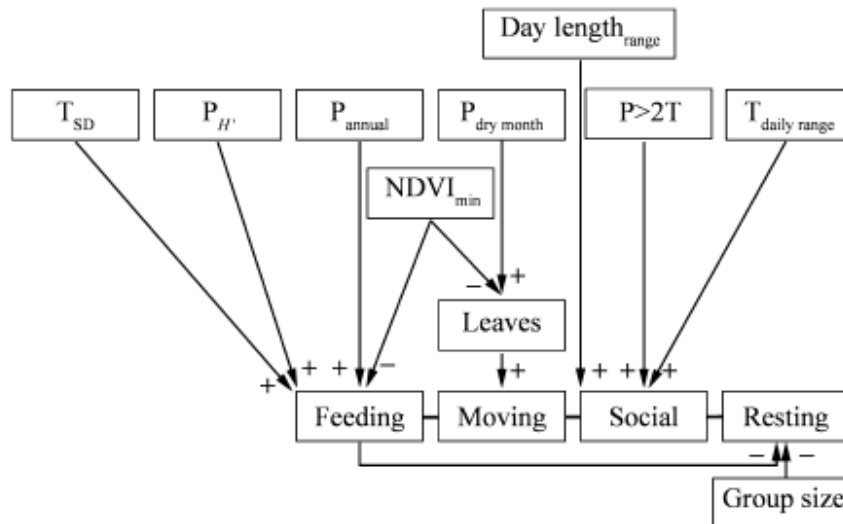 Day length range
T SD
P H'
P annual
P dry month
P>2T
T daily range
NDVI min
− +
Leaves
+ + + − + + + +
Feeding
Moving
Social
Resting
− −
Group size